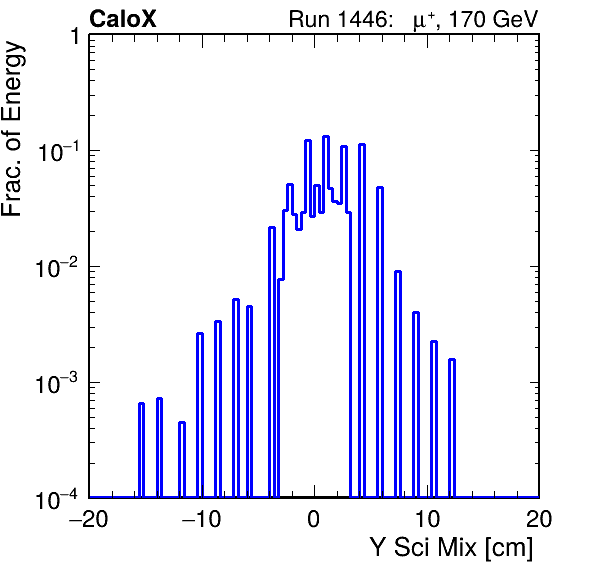 CaloX Run 1446: μ⁺, 170 GeV
Frac. of Energy
1
10⁻¹
10⁻²
10⁻³
10⁻⁴
−20 −10 0 10 20
Y Sci Mix [cm]